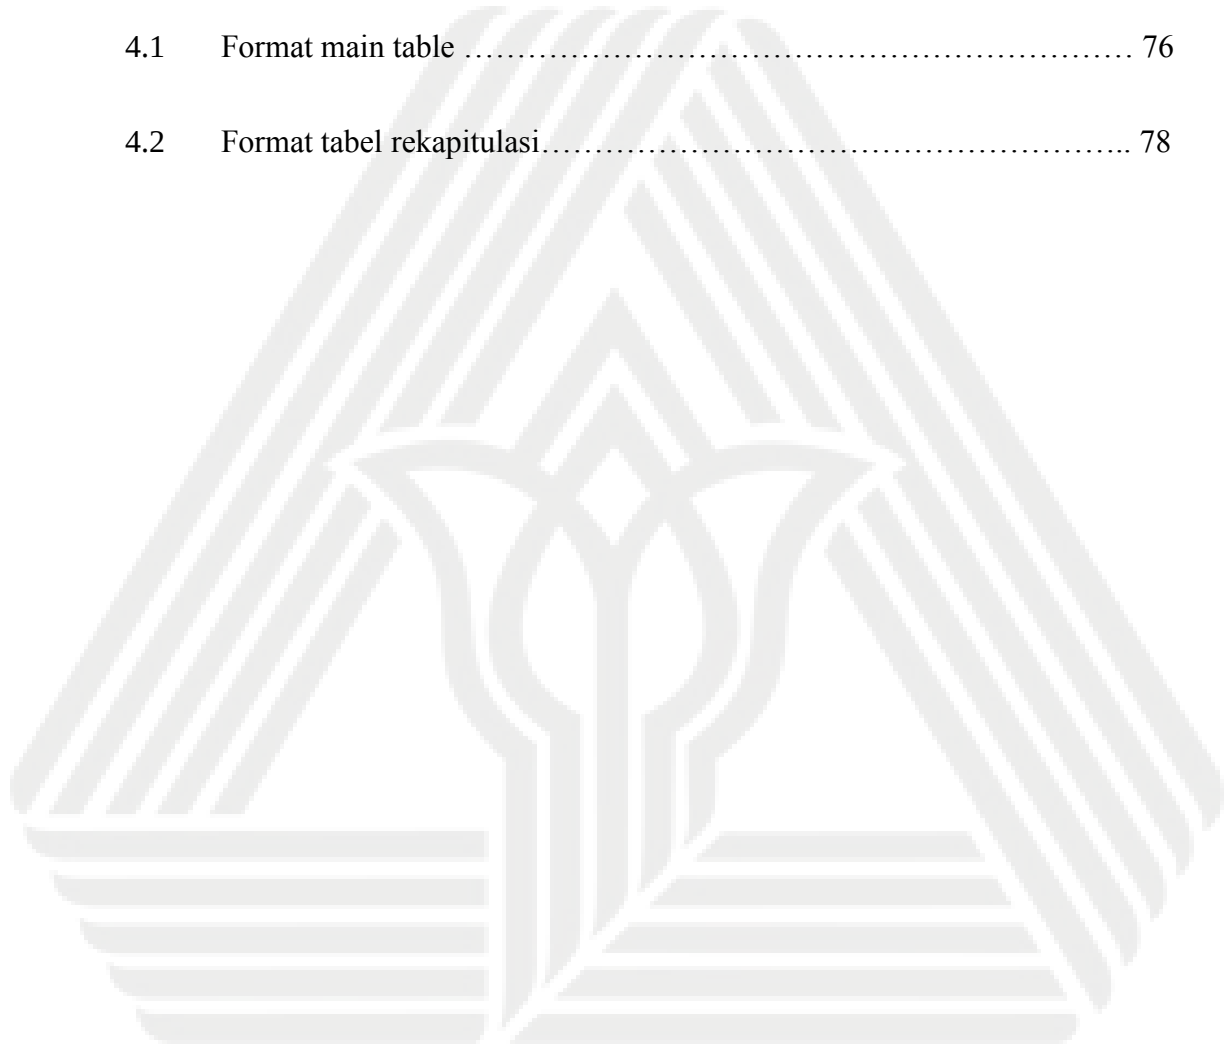 4.1 Format main table ……………………………………………………………… 76
4.2 Format tabel rekapitulasi…………………………………………………….. 78